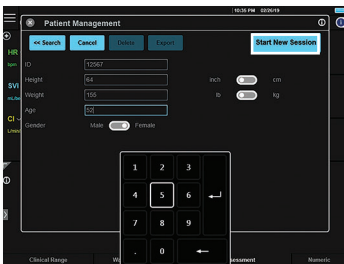 10:35 PM 02/26/19
Patient Management
<< Search Cancel Delete Export Start New Session
HR
bpm
ID 12567
Height 64 inch cm
SVI
Weight 155 lb kg
Age 52
CI
Gender Male Female
1 2 3
4 5 6
7 8 9
. 0
Clinical Range
Numeric